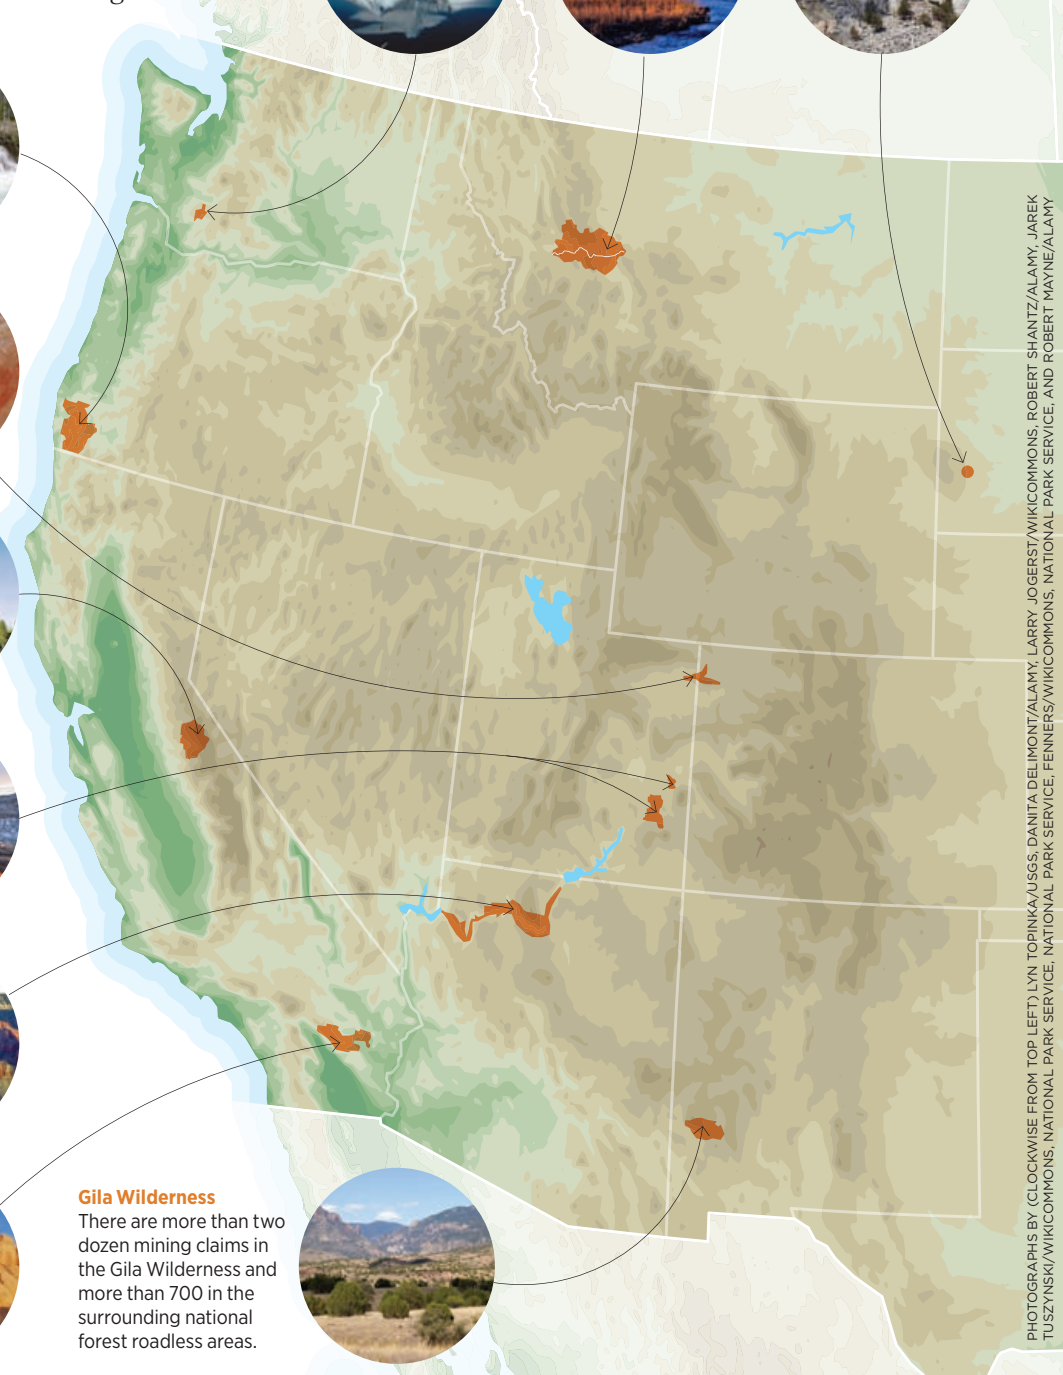 Gila Wilderness
There are more than two
dozen mining claims in
the Gila Wilderness and
more than 700 in the
surrounding national
forest roadless areas.
PHOTOGRAPHS BY (CLOCKWISE FROM TOP LEFT) LYN TOPINKA/USGS, DANITA DELIMONT/ALAMY, LARRY JOGERST/WIKICOMMONS, ROBERT SHANTZ/ALAMY, JAREK
TUSZYNSKI/WIKICOMMONS, NATIONAL PARK SERVICE, NATIONAL PARK SERVICE, FENNERS/WIKICOMMONS, NATIONAL PARK SERVICE, AND ROBERT MAYNE/ALAMY